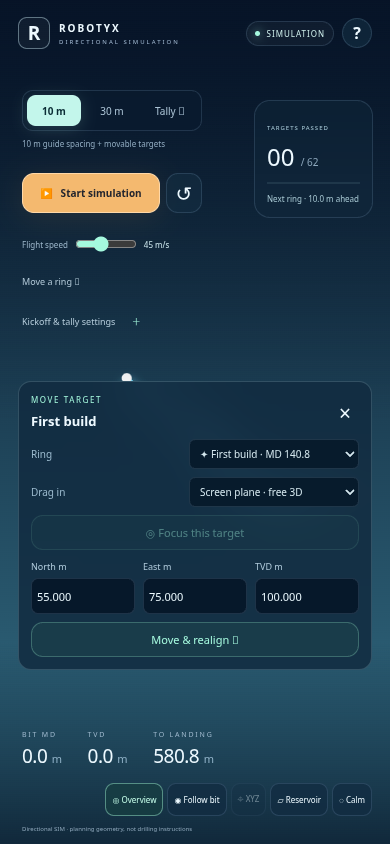 R ROBOTYX
DIRECTIONAL SIMULATION
SIMULATION
?
10 m 30 m Tally
10 m guide spacing + movable targets
TARGETS PASSED
00 / 62
Next ring · 10.0 m ahead
Start simulation
Flight speed 45 m/s
Move a ring
Kickoff & tally settings +
MOVE TARGET
First build
Ring ✦ First build · MD 140.8
Drag in Screen plane · free 3D
◎ Focus this target
North m East m TVD m
55.000 75.000 100.000
Move & realign
BIT MD TVD TO LANDING
0.0 m 0.0 m 580.8 m
◎ Overview ◉ Follow bit ✧ XYZ ▱ Reservoir ○ Calm
Directional SIM · planning geometry, not drilling instructions